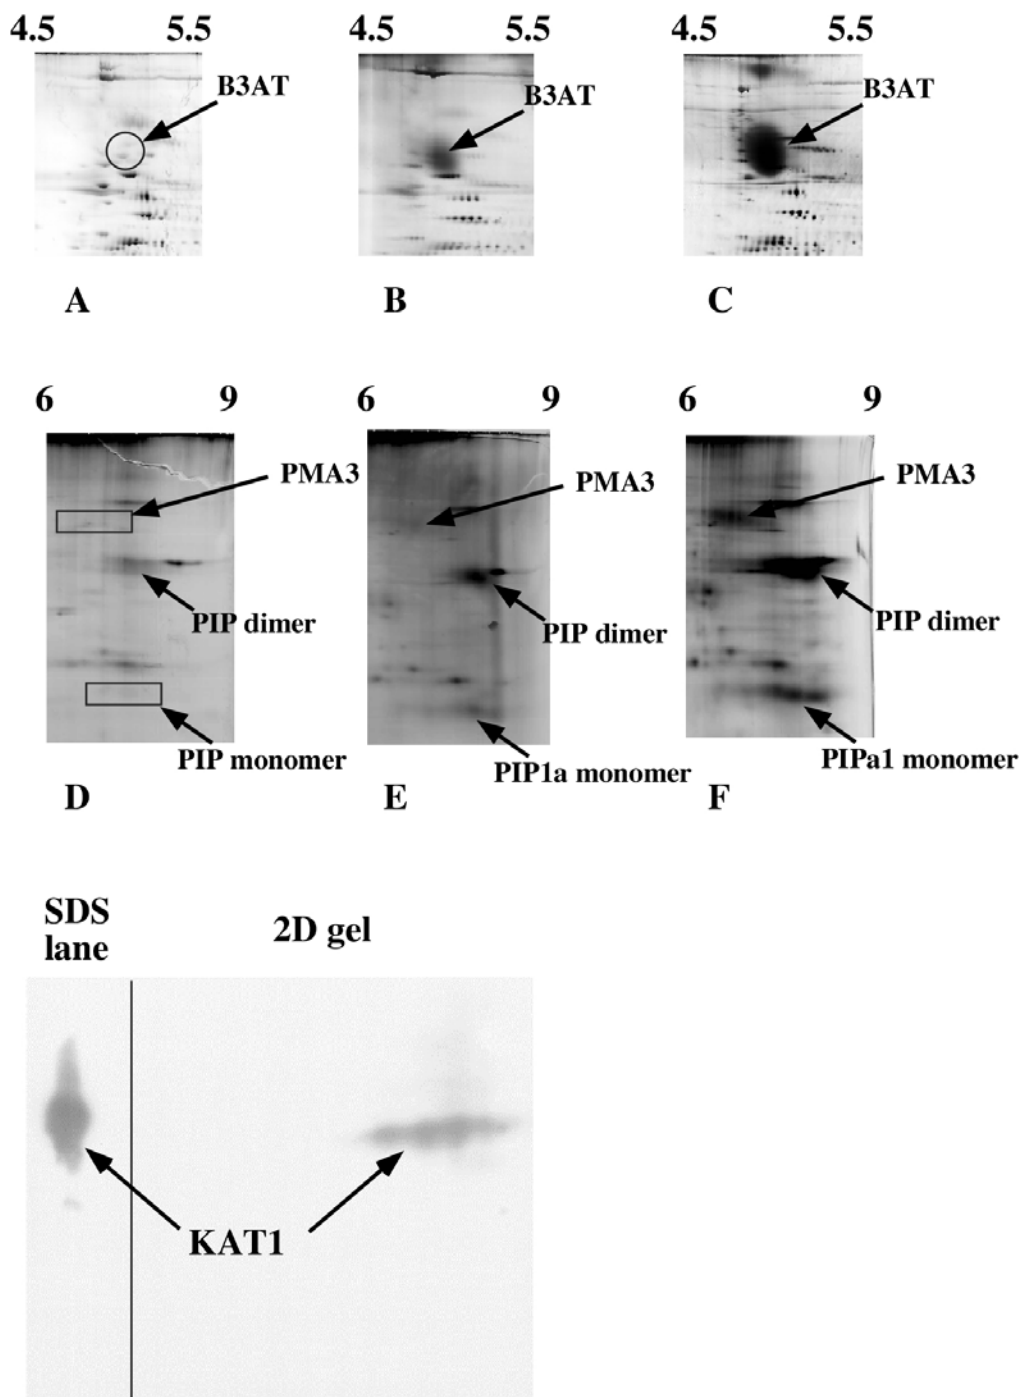 4.5 5.5 4.5 5.5 4.5 5.5
B3AT B3AT B3AT
A B C
6 9 6 9 6 9
PMA3 PMA3 PMA3
PIP dimer PIP dimer PIP dimer
PIP monomer PIP1a monomer PIPa1 monomer
D E F
SDS
lane
2D gel
KAT1